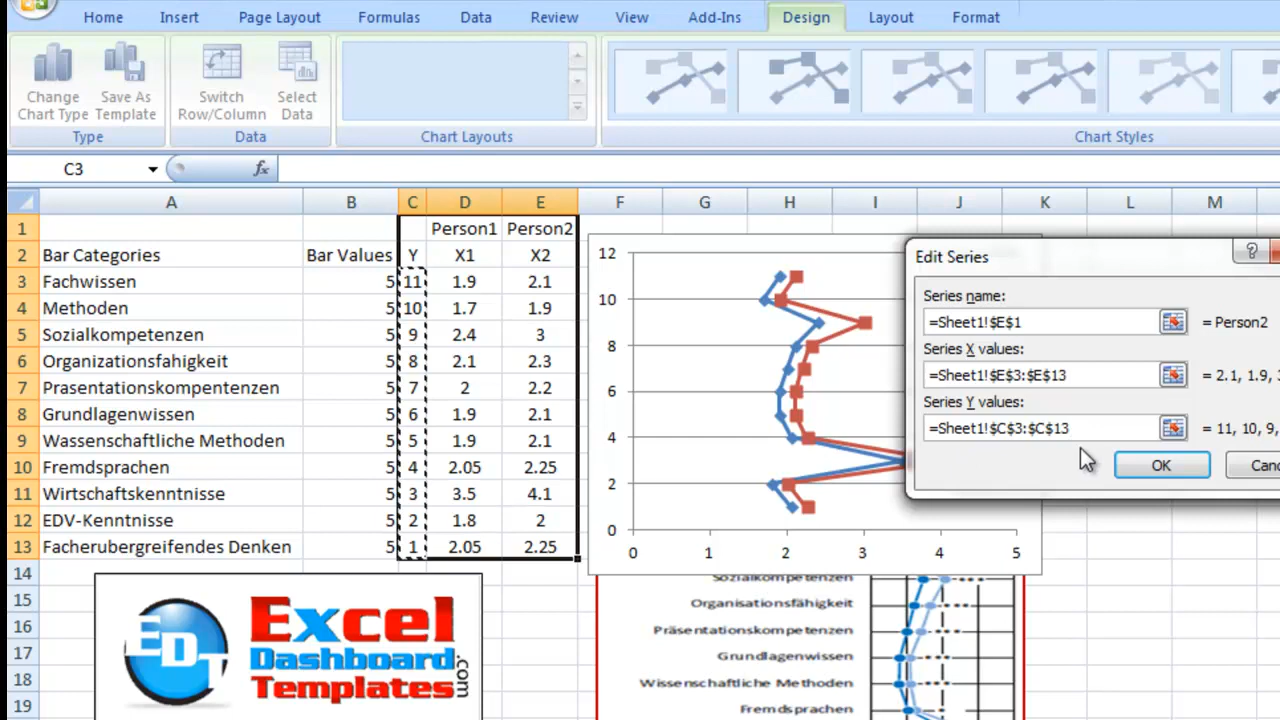 Home Insert Page Layout Formulas Data Review View Add-Ins Design Layout Format
Change Chart Type Save As Template Switch Row/Column Select Data
Type Data Chart Layouts Chart Styles
C3 fx
A B C D E F G H I J K L M
1 Person1 Person2
2 Bar Categories Bar Values Y X1 X2
3 Fachwissen 5 11 1.9 2.1
4 Methoden 5 10 1.7 1.9
5 Sozialkompetenzen 5 9 2.4 3
6 Organizationsfahigkeit 5 8 2.1 2.3
7 Prasentationskompentenzen 5 7 2 2.2
8 Grundlagenwissen 5 6 1.9 2.1
9 Wassenschaftliche Methoden 5 5 1.9 2.1
10 Fremdsprachen 5 4 2.05 2.25
11 Wirtschaftskenntnisse 5 3 3.5 4.1
12 EDV-Kenntnisse 5 2 1.8 2
13 Facherubergreifendes Denken 5 1 2.05 2.25
14
15
16
17
18
19
12
10
8
6
4
2
0
0 1 2 3 4 5
Edit Series ?
Series name:
=Sheet1!$E$1 = Person2
Series X values:
=Sheet1!$E$3:$E$13 = 2.1, 1.9, 3
Series Y values:
=Sheet1!$C$3:$C$13 = 11, 10, 9,
OK Canc
EDT
Excel
Dashboard
Templates
.com
Sozialkompetenzen
Organisationsfähigkeit
Präsentationskompetenzen
Grundlagenwissen
Wissenschaftliche Methoden
Fremdsprachen